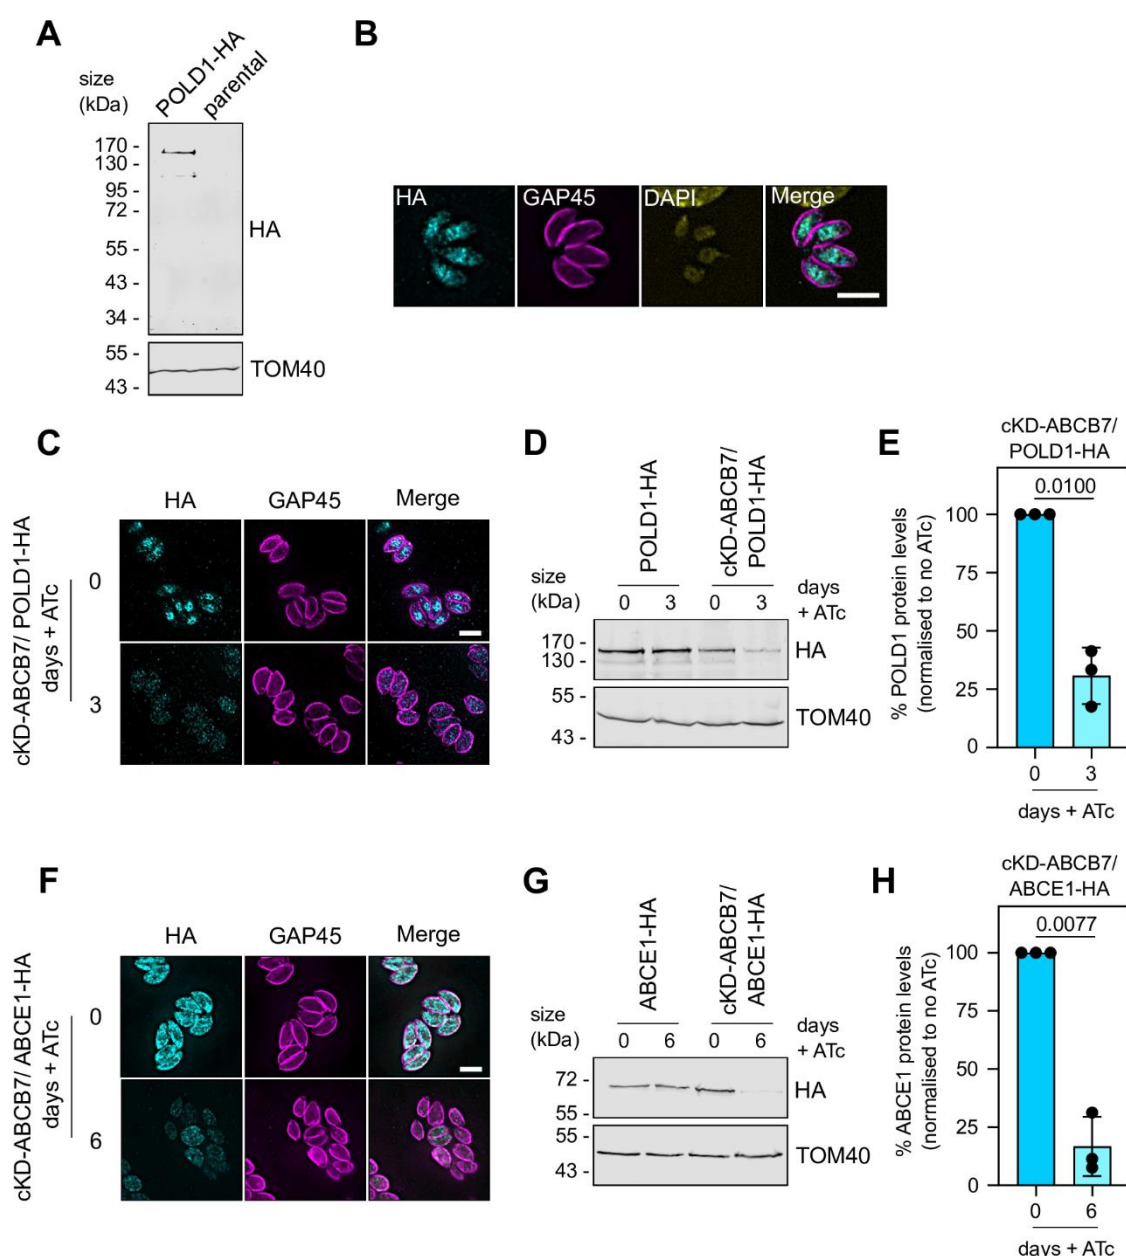 A
size
(kDa)
POLD1-HA
parental
170 -
130 -
95 -
72 -
55 -
43 -
34 -
HA
55 -
43 -
TOM40
B
HA
GAP45
DAPI
Merge
C
HA
GAP45
Merge
cKD-ABCB7/ POLD1-HA
days + ATc
0
3
D
POLD1-HA
cKD-ABCB7/
POLD1-HA
size
(kDa)
0
3
0
3
days
+ ATc
170 -
130 -
HA
55 -
43 -
TOM40
E
cKD-ABCB7/
POLD1-HA
0.0100
% POLD1 protein levels
(normalised to no ATc)
100
75
50
25
0
0
3
days + ATc
F
HA
GAP45
Merge
cKD-ABCB7/ ABCE1-HA
days + ATc
0
6
G
ABCE1-HA
cKD-ABCB7/
ABCE1-HA
size
(kDa)
0
6
0
6
days
+ ATc
72 -
55 -
HA
55 -
43 -
TOM40
H
cKD-ABCB7/
ABCE1-HA
0.0077
% ABCE1 protein levels
(normalised to no ATc)
100
75
50
25
0
0
6
days + ATc